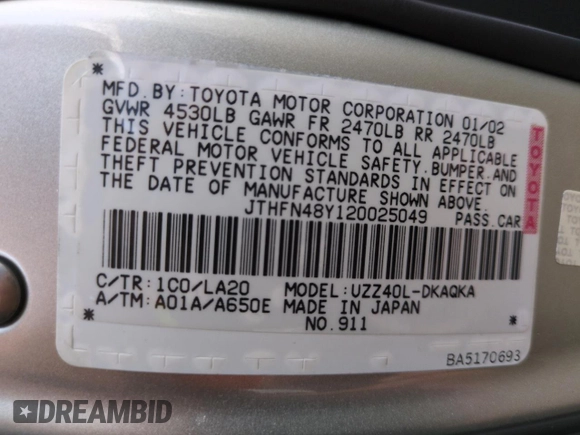 MFD.BY:TOYOTA MOTOR CORPORATION 01/02
GVWR 4530LB GAWR FR 2470LB RR 2470LB
THIS VEHICLE CONFORMS TO ALL APPLICABLE
FEDERAL MOTOR VEHICLE SAFETY,BUMPER,AND
THEFT PREVENTION STANDARDS IN EFFECT ON
THE DATE OF MANUFACTURE SHOWN ABOVE.
JTHFN48Y120025049 PASS.CAR
TOYOTA
C/TR:1C0/LA20 MODEL:UZZ40L-DKAQKA
A/TM:A01A/A650E MADE IN JAPAN
NO.911
BA5170693
DREAMBID